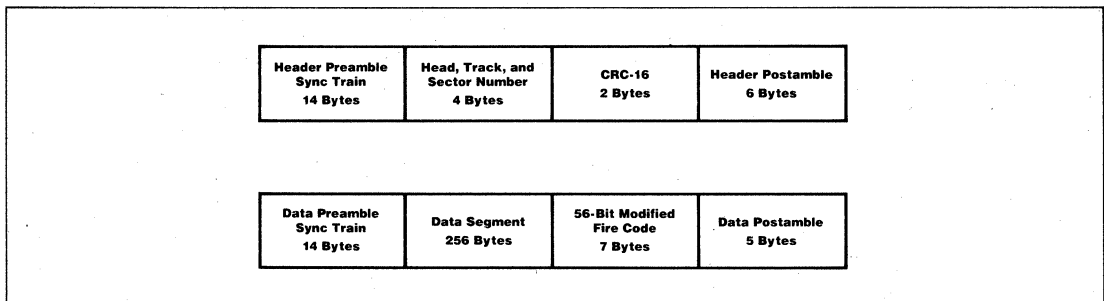 Header Preamble
Sync Train
14 Bytes
Head, Track, and
Sector Number
4 Bytes
CRC-16
2 Bytes
Header Postamble
6 Bytes
Data Preamble
Sync Train
14 Bytes
Data Segment
256 Bytes
56-Bit Modified
Fire Code
7 Bytes
Data Postamble
5 Bytes